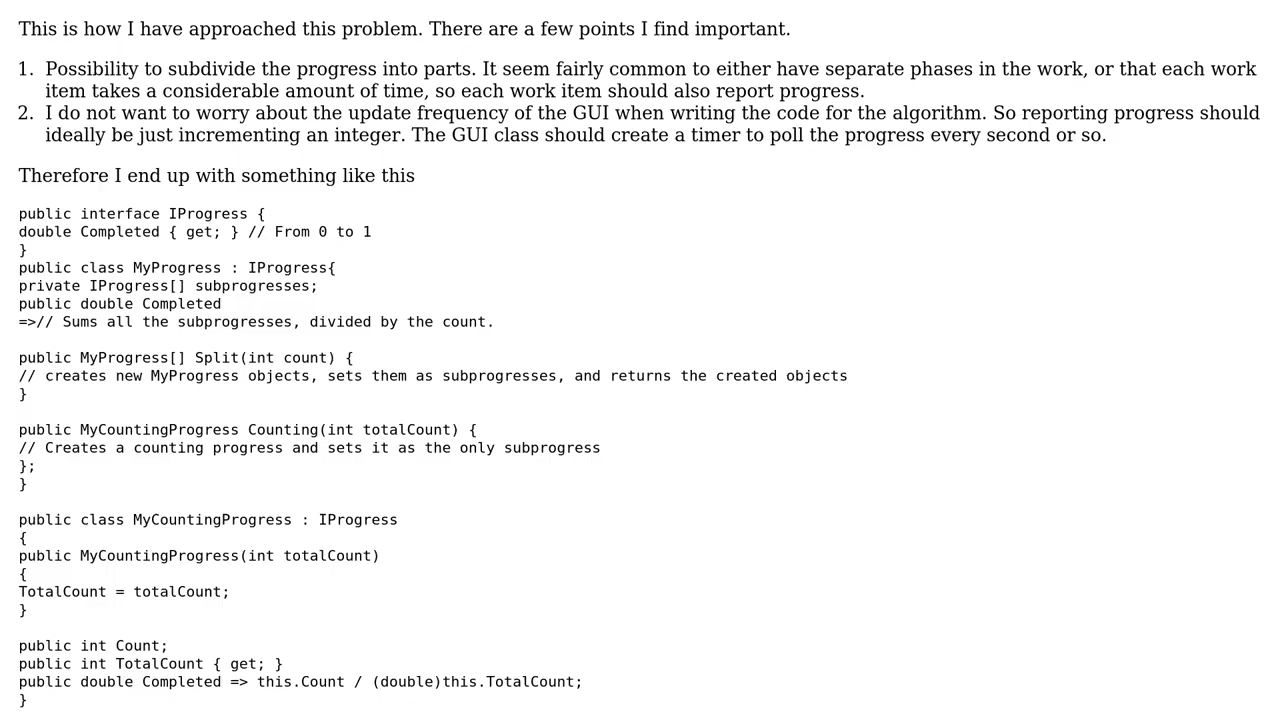 This is how I have approached this problem. There are a few points I find important.
1. Possibility to subdivide the progress into parts. It seem fairly common to either have separate phases in the work, or that each work
item takes a considerable amount of time, so each work item should also report progress.
2. I do not want to worry about the update frequency of the GUI when writing the code for the algorithm. So reporting progress should
ideally be just incrementing an integer. The GUI class should create a timer to poll the progress every second or so.
Therefore I end up with something like this
public interface IProgress {
double Completed { get; } // From 0 to 1
}
public class MyProgress : IProgress{
private IProgress[] subprogresses;
public double Completed
=>// Sums all the subprogresses, divided by the count.
public MyProgress[] Split(int count) {
// creates new MyProgress objects, sets them as subprogresses, and returns the created objects
}
public MyCountingProgress Counting(int totalCount) {
// Creates a counting progress and sets it as the only subprogress
};
}
public class MyCountingProgress : IProgress
{
public MyCountingProgress(int totalCount)
{
TotalCount = totalCount;
}
public int Count;
public int TotalCount { get; }
public double Completed => this.Count / (double)this.TotalCount;
}